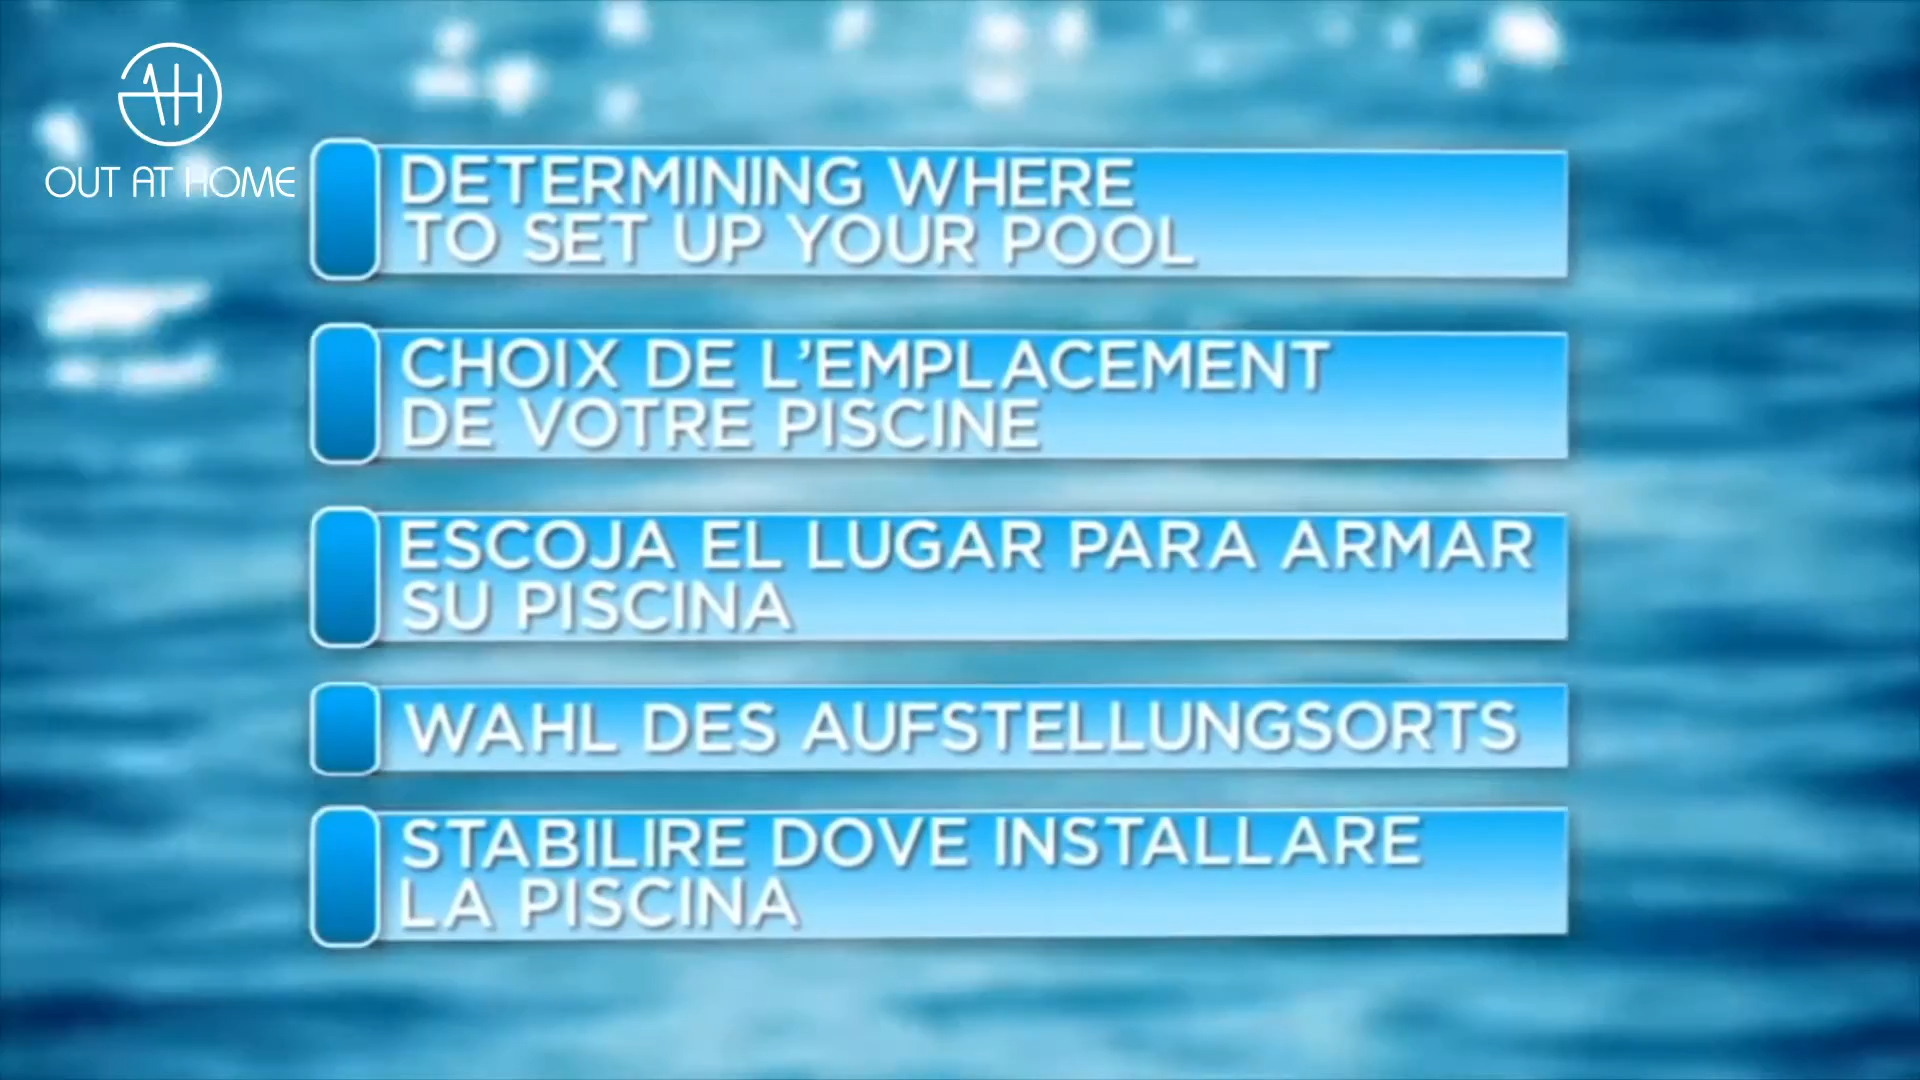 OUT AT HOME
DETERMINING WHERE
TO SET UP YOUR POOL
CHOIX DE L'EMPLACEMENT
DE VOTRE PISCINE
ESCOJA EL LUGAR PARA ARMAR
SU PISCINA
WAHL DES AUFSTELLUNGSORTS
STABILIRE DOVE INSTALLARE
LA PISCINA